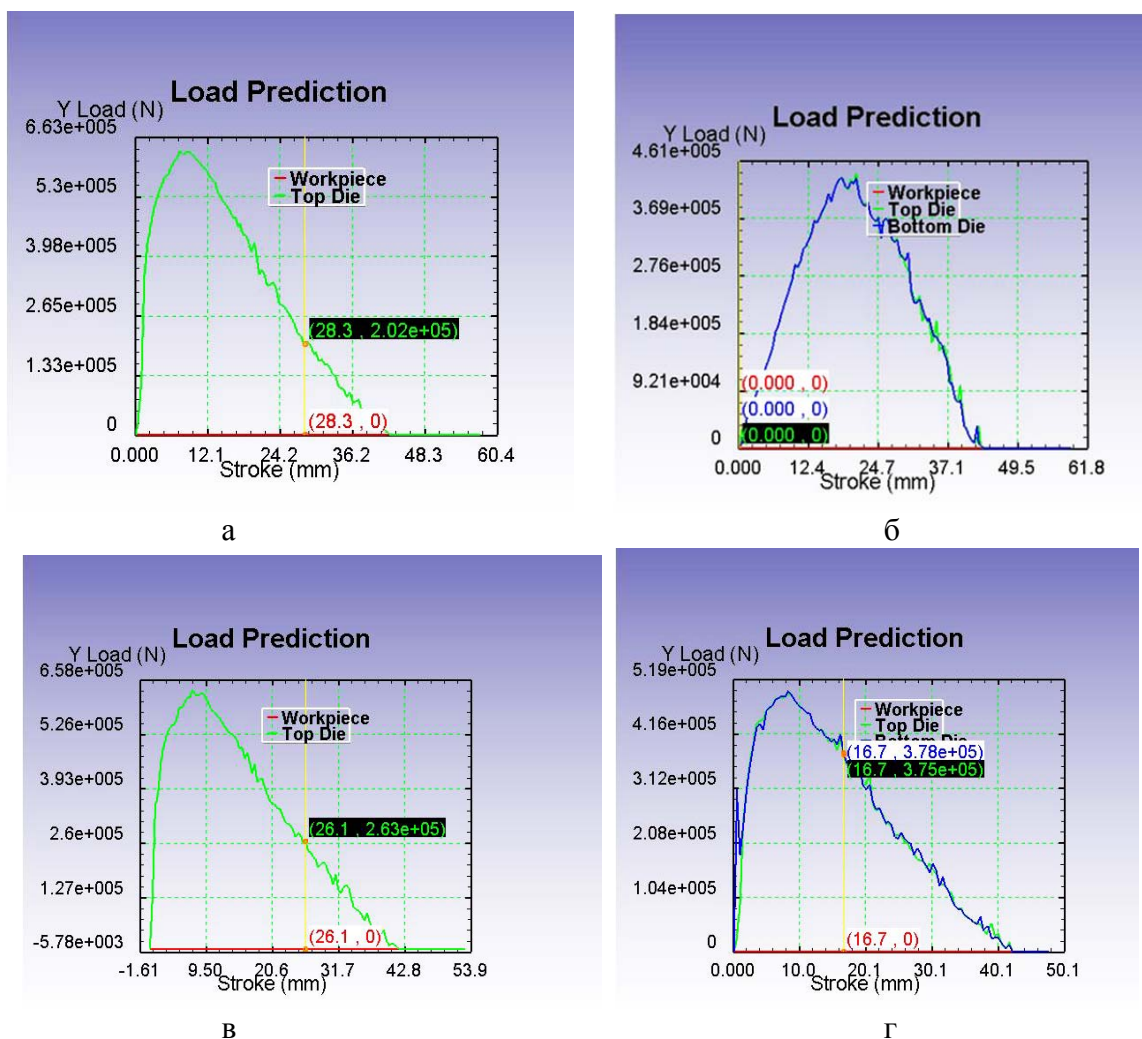 Load Prediction
Y Load (N)
6.63e+005
5.3e+005
3.98e+005
2.65e+005
1.33e+005
0
Workpiece
Top Die
(28.3 , 2.02e+05)
(28.3 , 0)
0.000 12.1 24.2 36.2 48.3 60.4
Stroke (mm)
а
Load Prediction
Y Load (N)
4.61e+005
3.69e+005
2.76e+005
1.84e+005
9.21e+004
0
Workpiece
Top Die
Bottom Die
(0.000 , 0)
(0.000 , 0)
(0.000 , 0)
0.000 12.4 24.7 37.1 49.5 61.8
Stroke (mm)
б
Load Prediction
Y Load (N)
6.58e+005
5.26e+005
3.93e+005
2.6e+005
1.27e+005
-5.78e+003
Workpiece
Top Die
(26.1 , 2.63e+05)
(26.1 , 0)
-1.61 9.50 20.6 31.7 42.8 53.9
Stroke (mm)
в
Load Prediction
Y Load (N)
5.19e+005
4.16e+005
3.12e+005
2.08e+005
1.04e+005
0
Workpiece
Top Die
Bottom Die
(16.7 , 3.78e+05)
(16.7 , 3.75e+05)
(16.7 , 0)
0.000 10.0 20.1 30.1 40.1 50.1
Stroke (mm)
г